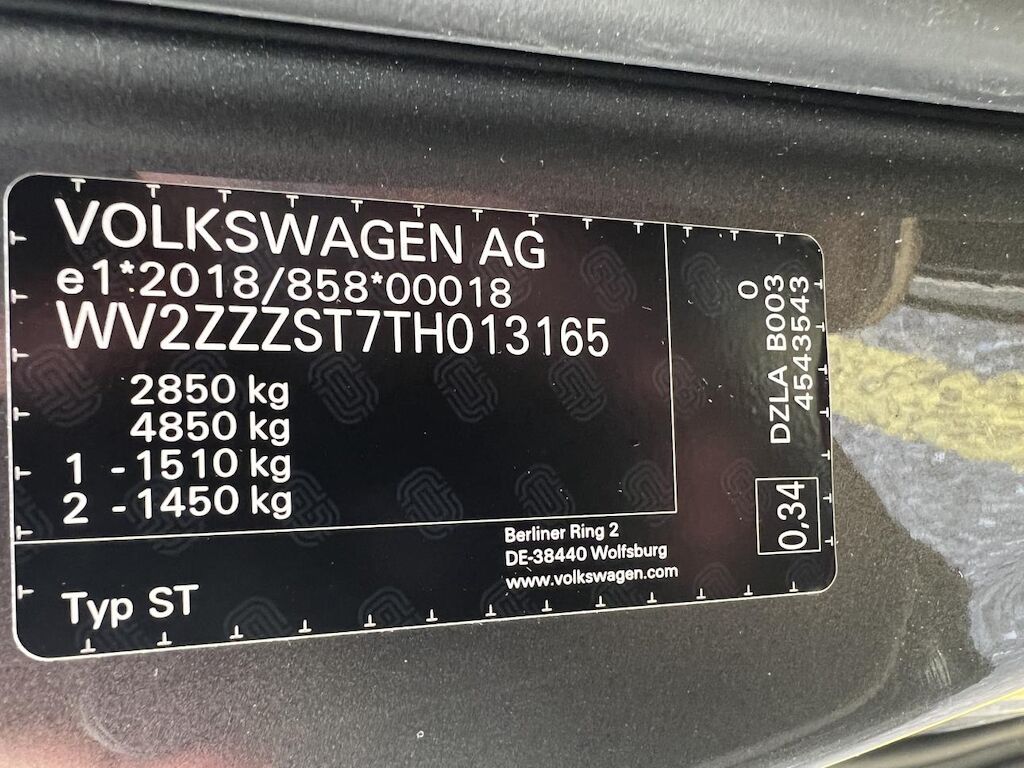 VOLKSWAGEN AG
e1*2018/858*00018
WV2ZZZST7TH013165
2850 kg
4850 kg
1 -1510 kg
2 -1450 kg
Berliner Ring 2
DE-38440 Wolfsburg
www.volkswagen.com
Typ ST
0
DZLA B003
4543543
0,34